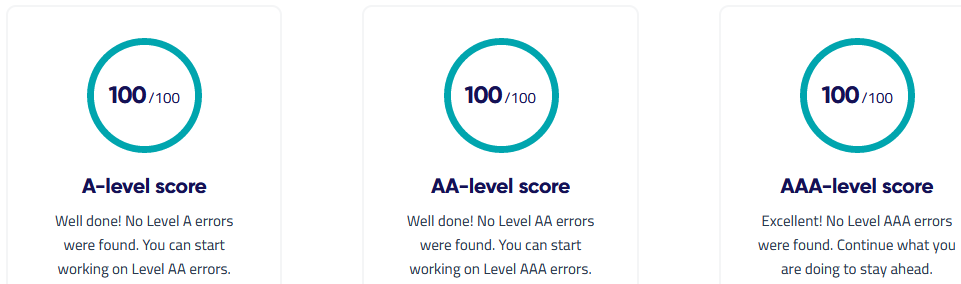 100/100
A-level score
Well done! No Level A errors
were found. You can start
working on Level AA errors.
100/100
AA-level score
Well done! No Level AA errors
were found. You can start
working on Level AAA errors.
100/100
AAA-level score
Excellent! No Level AAA errors
were found. Continue what you
are doing to stay ahead.